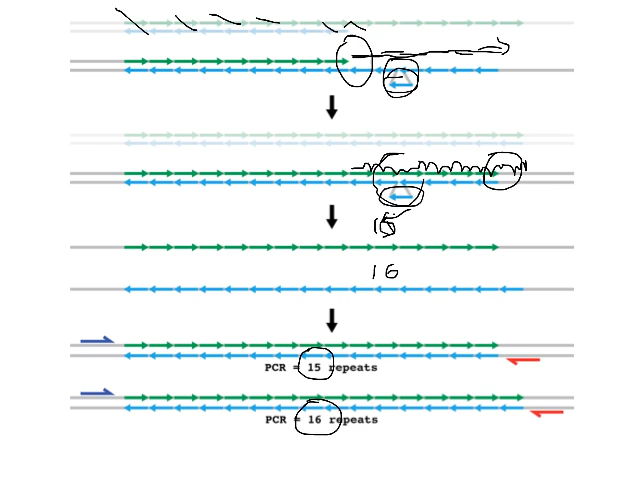 15
16
PCR = 15 repeats
PCR = 16 repeats